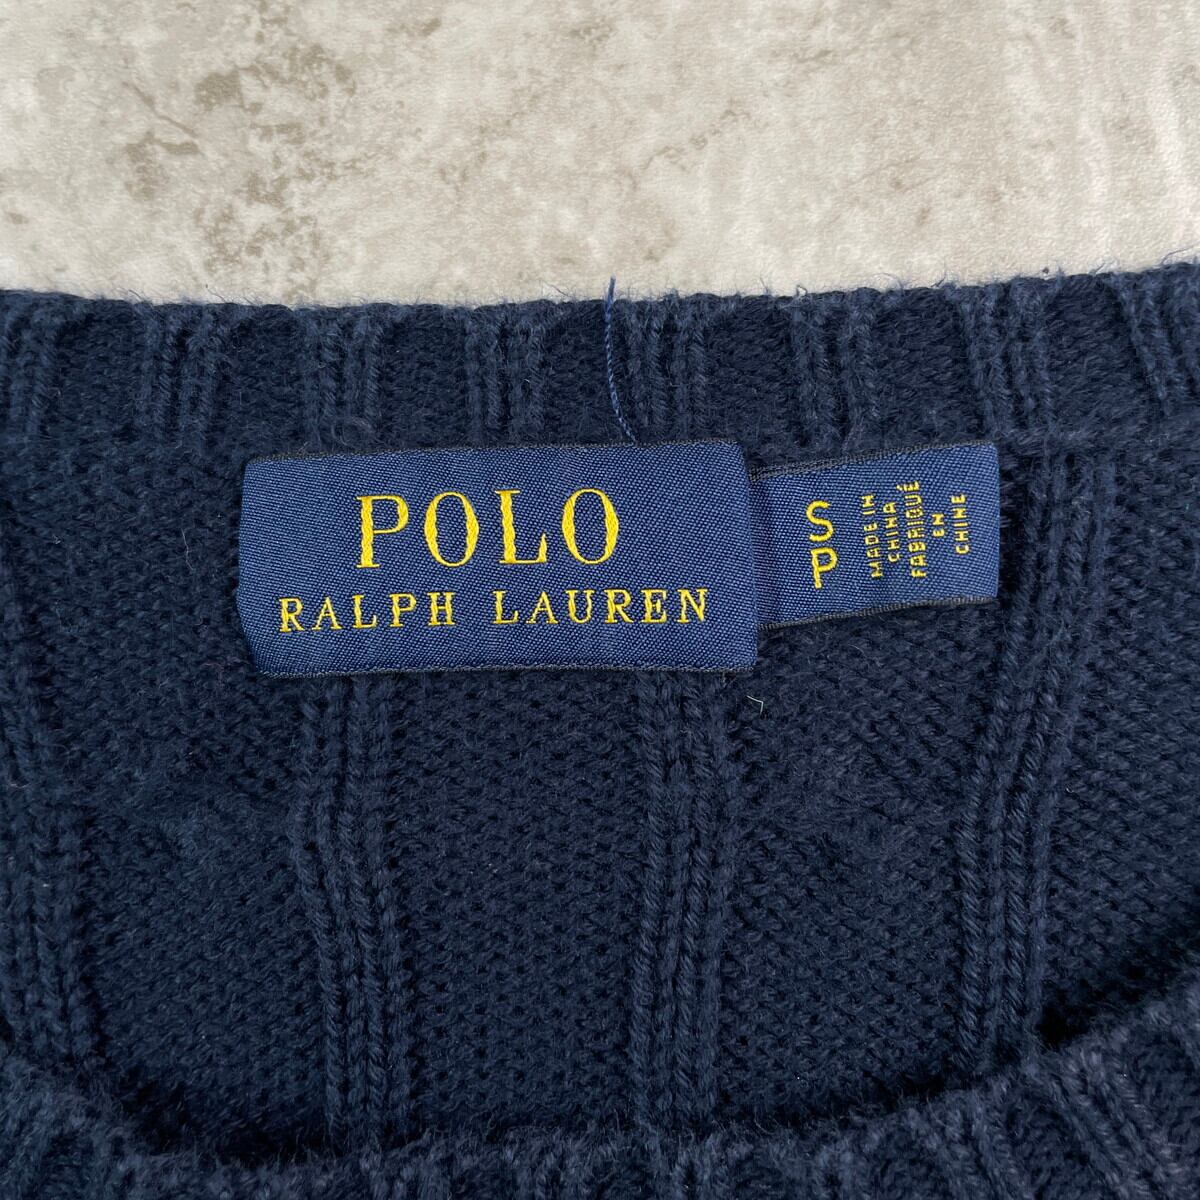 POLO
RALPH LAUREN
S
P
MADE IN
CHINA
FABRIQUÉ
EN
CHINE